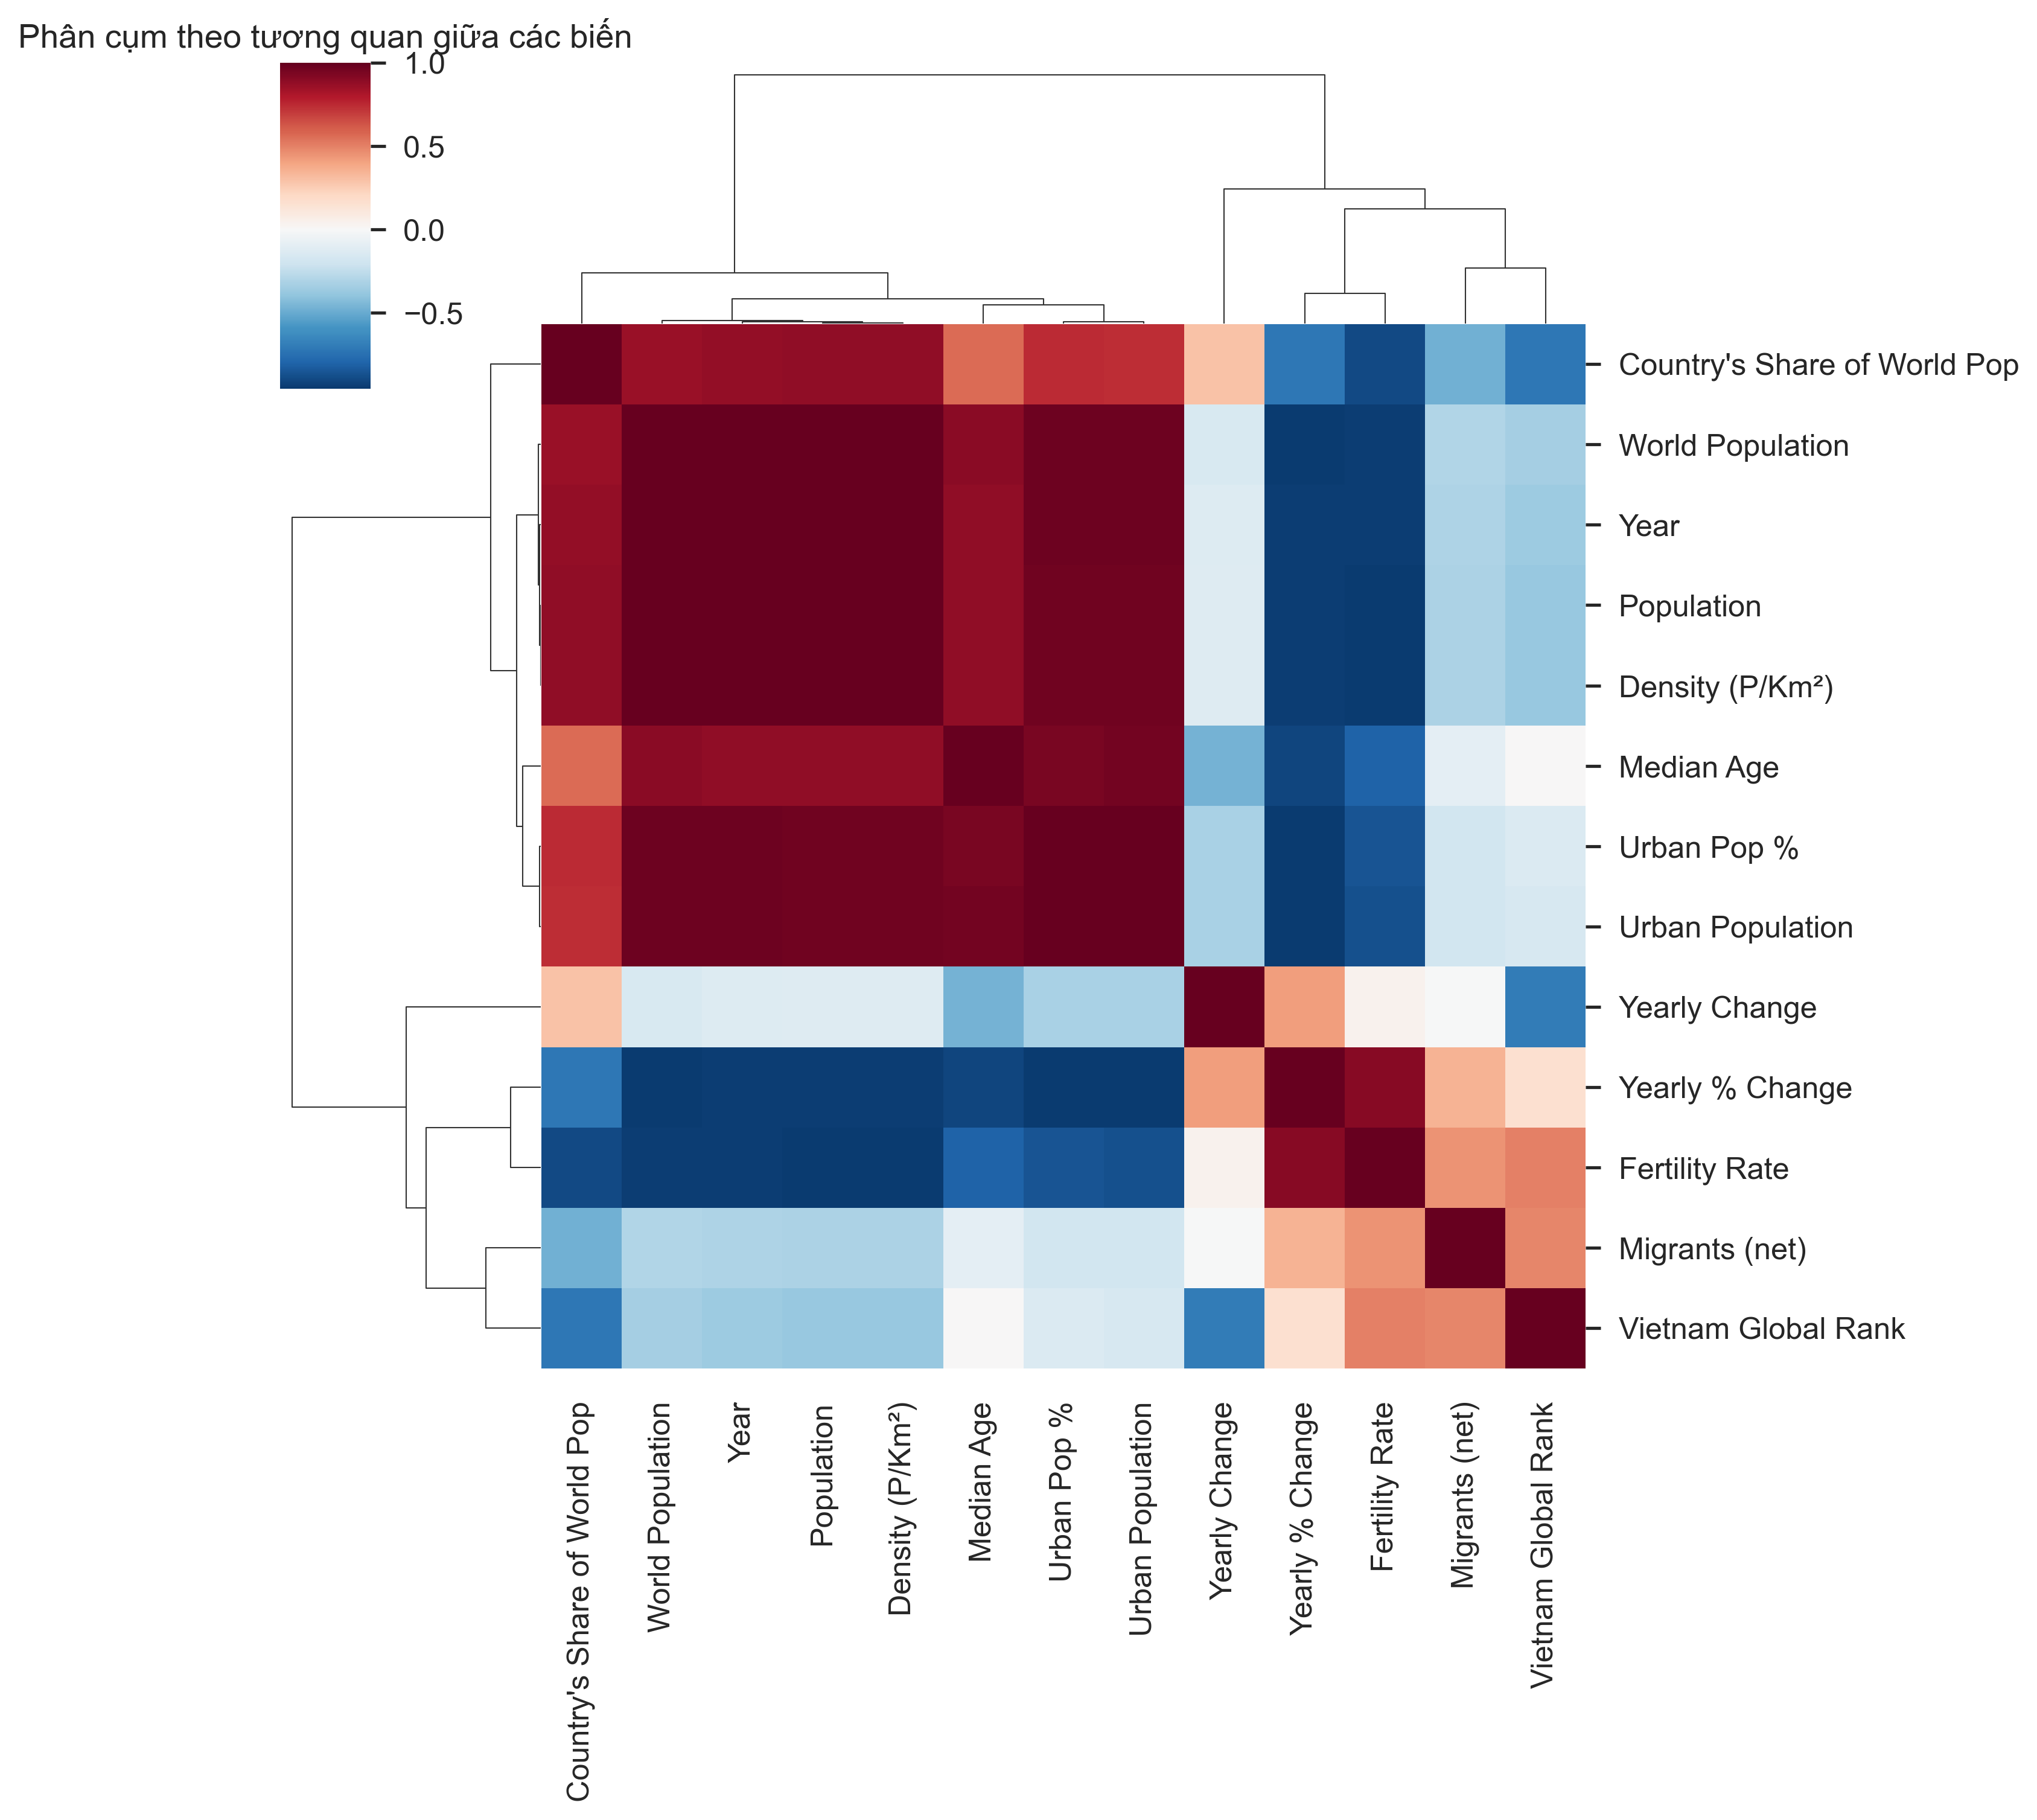 Phân cụm theo tương quan giữa các biến
1.0
0.5
0.0
−0.5
Country's Share of World Pop
World Population
Year
Population
Density (P/Km²)
Median Age
Urban Pop %
Urban Population
Yearly Change
Yearly % Change
Fertility Rate
Migrants (net)
Vietnam Global Rank
Country's Share of World Pop
World Population
Year
Population
Density (P/Km²)
Median Age
Urban Pop %
Urban Population
Yearly Change
Yearly % Change
Fertility Rate
Migrants (net)
Vietnam Global Rank